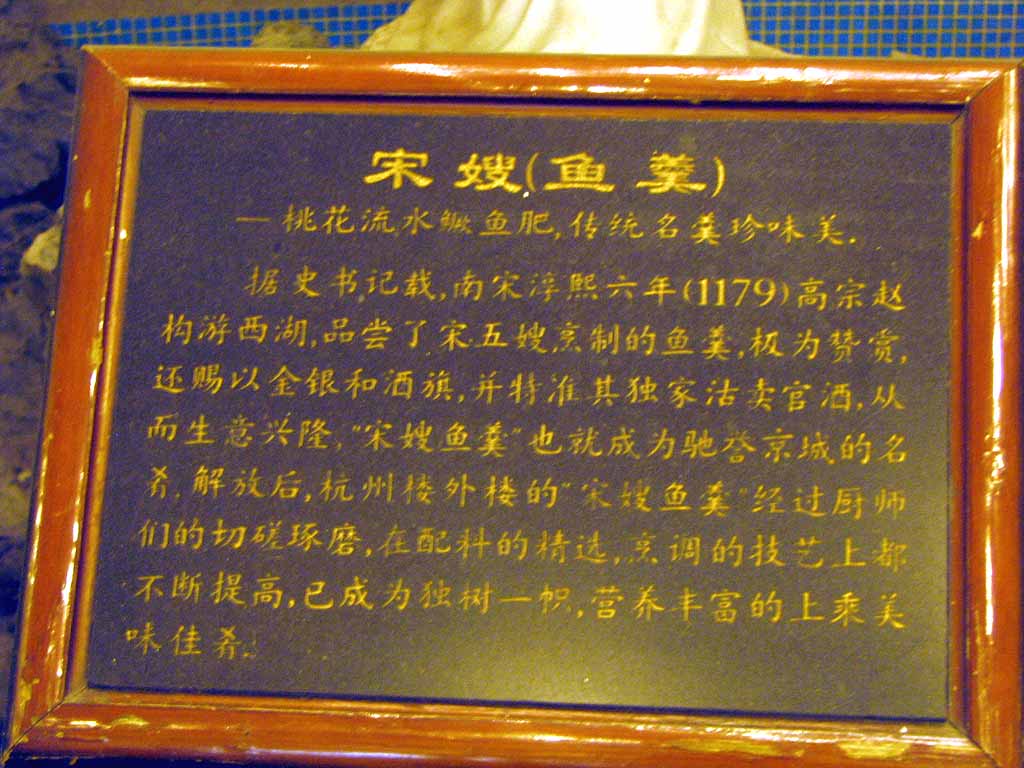 宋嫂(鱼羹)
一桃花流水鳜鱼肥,传统名羹珍味美.
据史书记载,南宋淳熙六年(1179)高宗赵
构游西湖,品尝了宋五嫂烹制的鱼羹,极为赞赏,
还赐以金银和酒旗,并特准其独家沽卖官酒,从
而生意兴隆,"宋嫂鱼羹"也就成为驰誉京城的名
肴.解放后,杭州楼外楼的"宋嫂鱼羹"经过厨师
们的切磋琢磨,在配料的精选,烹调的技艺上都
不断提高,已成为独树一帜,营养丰富的上乘美
味佳肴.